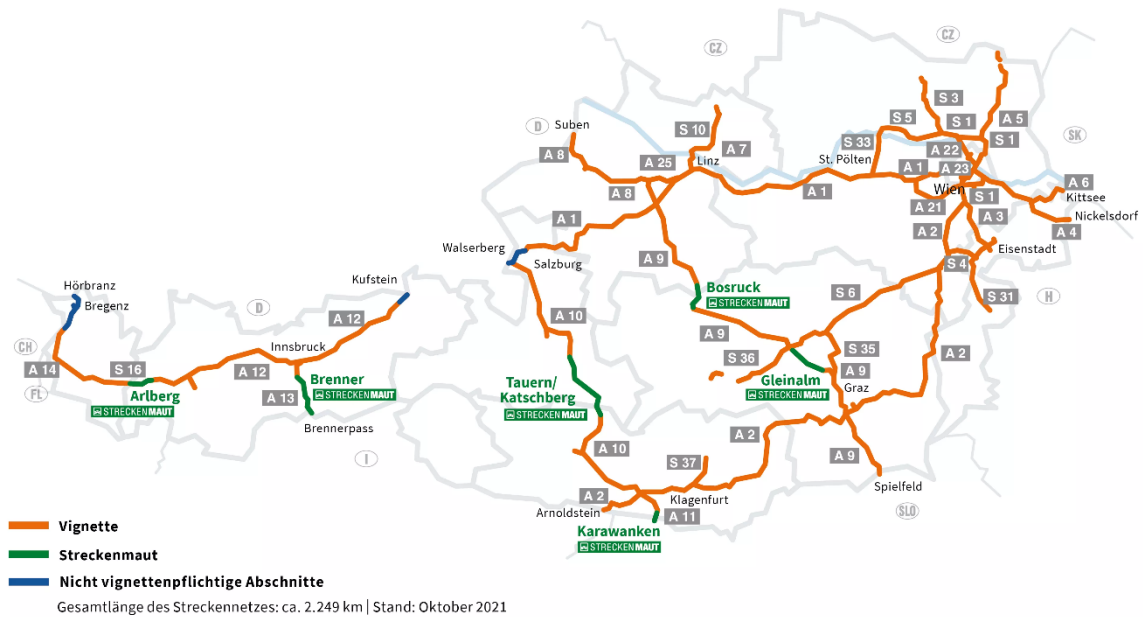 CZ
CZ
S 3
D
Suben
S 10
S 5
S 1
A 5
SK
A 8
A 7
S 33
A 22
S 1
A 25
Linz
St. Pölten
A 1
A 23
A 8
A 1
Wien
S 1
A 6
Kittsee
A 21
A 3
Nickelsdorf
A 1
A 2
A 4
Walserberg
Eisenstadt
Salzburg
A 9
S 4
Kufstein
Hörbranz
Bregenz
D
Bosruck
STRECKENMAUT
S 6
S 31
H
A 12
A 10
A 9
CH
Innsbruck
S 35
A 2
A 14
S 16
A 12
S 36
A 9
FL
Arlberg
STRECKENMAUT
A 13
Brenner
STRECKENMAUT
Tauern/
Katschberg
STRECKENMAUT
Gleinalm
STRECKENMAUT
Graz
Brennerpass
A 2
A 10
I
S 37
A 9
A 2
Klagenfurt
Spielfeld
Arnoldstein
A 11
SLO
Karawanken
STRECKENMAUT
Vignette
Streckenmaut
Nicht vignettenpflichtige Abschnitte
Gesamtlänge des Streckennetzes: ca. 2.249 km | Stand: Oktober 2021